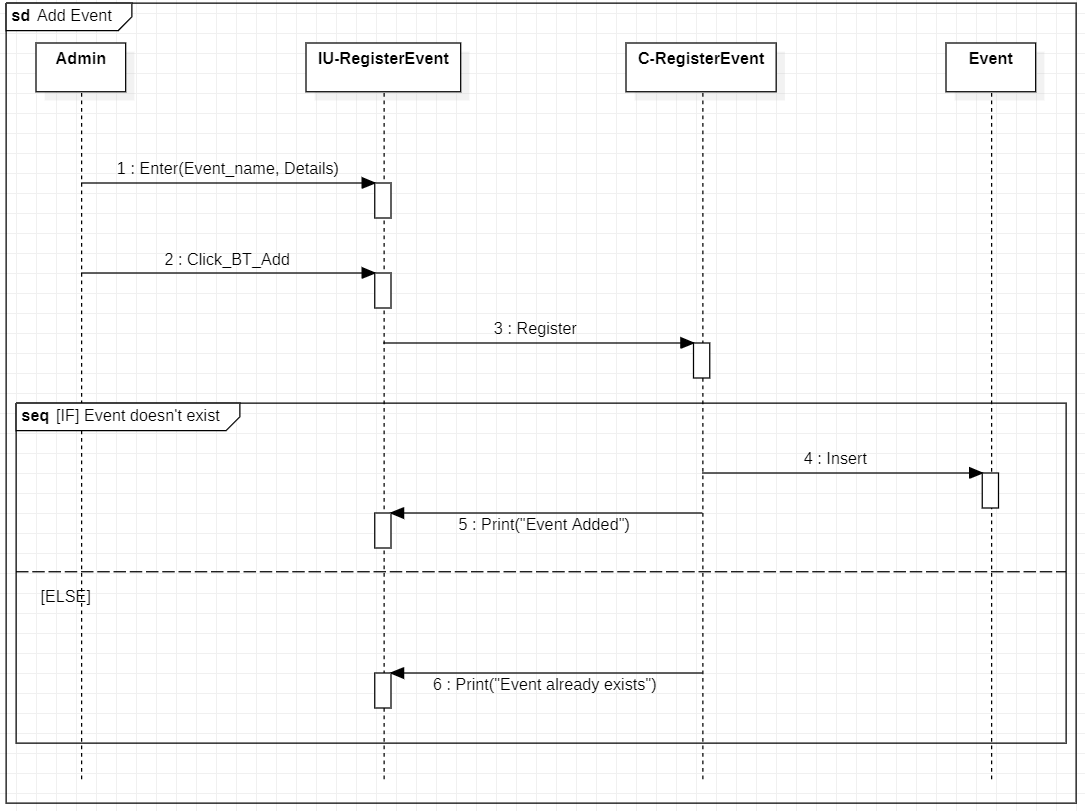 sd Add Event
Admin
IU-RegisterEvent
C-RegisterEvent
Event
1 : Enter(Event_name, Details)
2 : Click_BT_Add
3 : Register
seq [IF] Event doesn't exist
4 : Insert
5 : Print("Event Added")
[ELSE]
6 : Print("Event already exists")